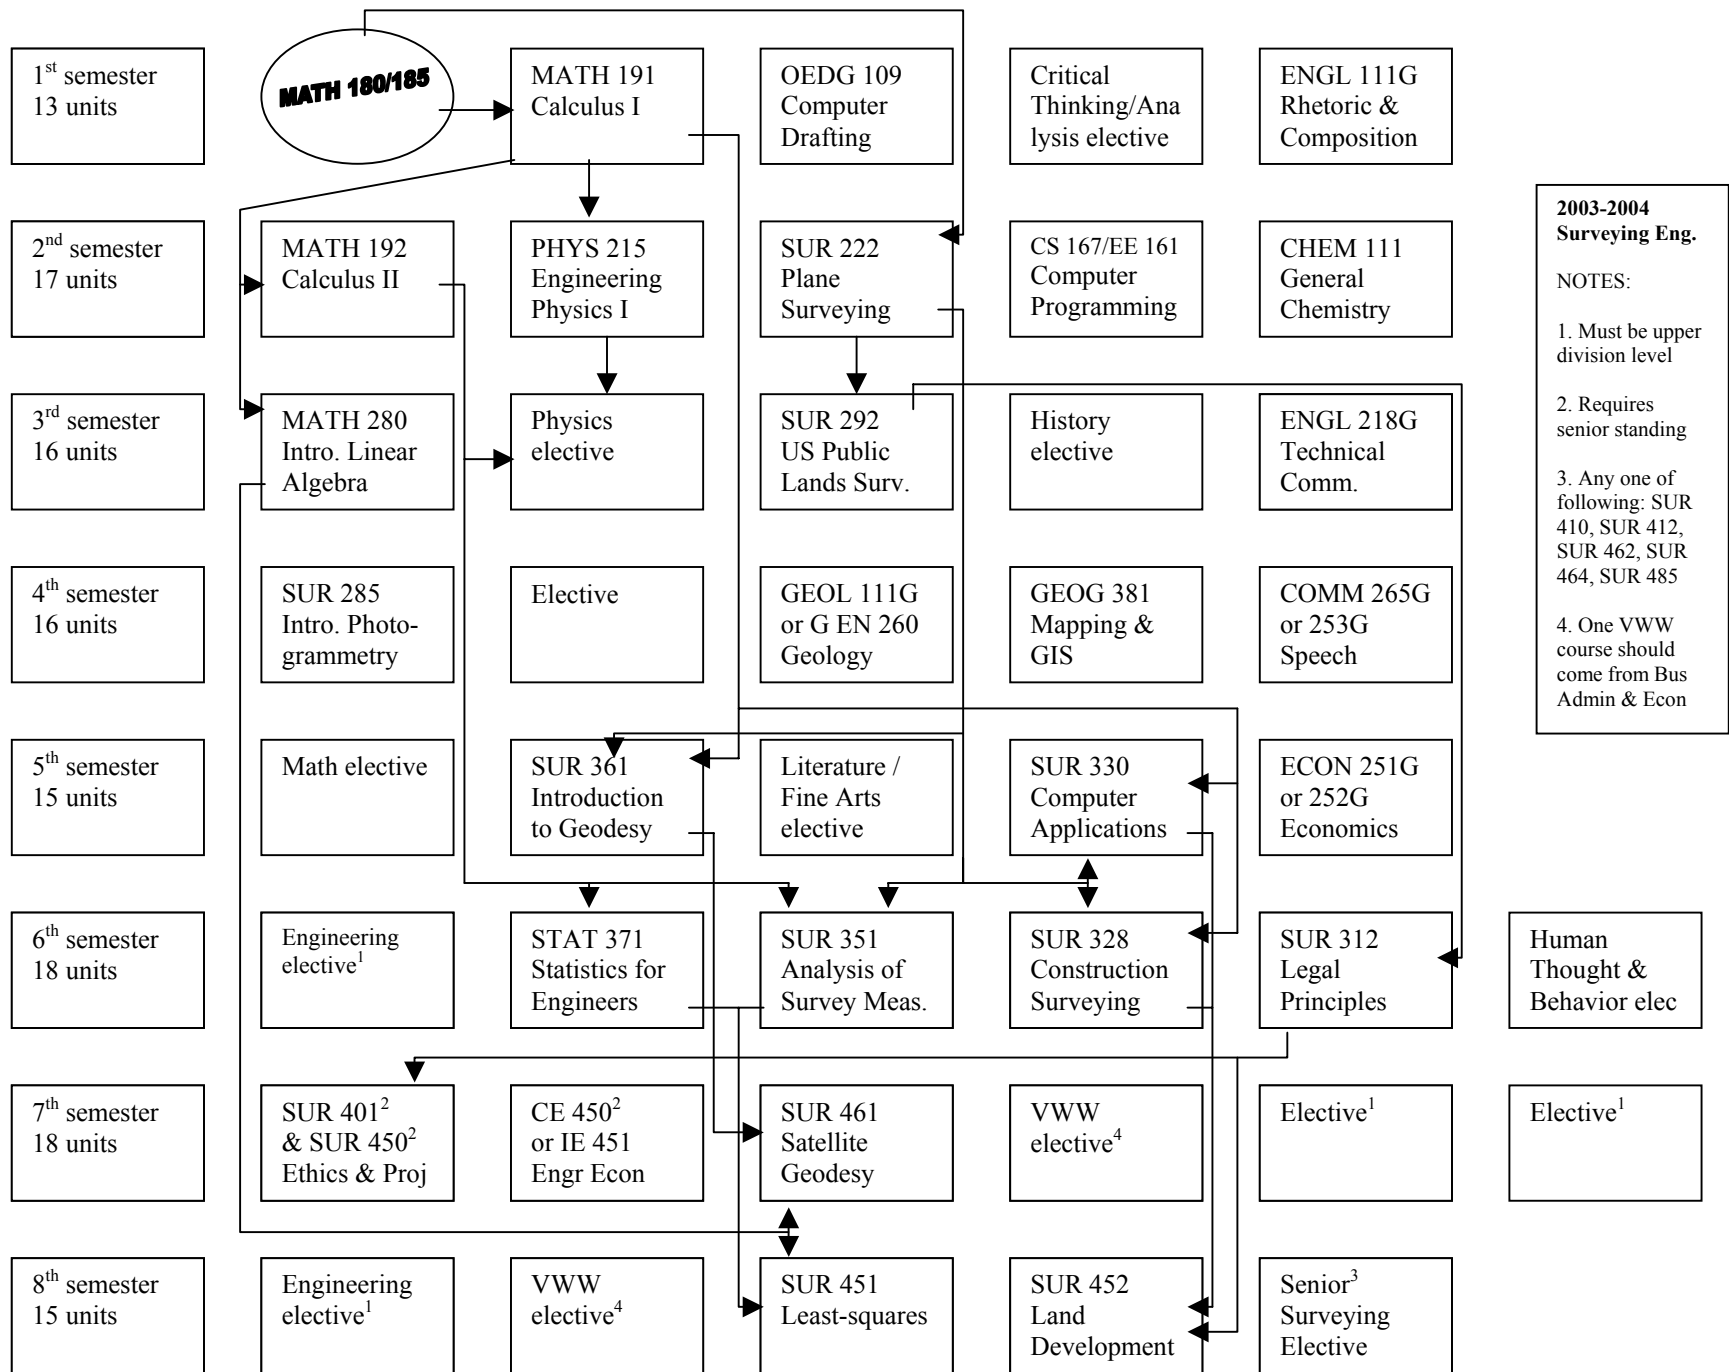 1st semester
13 units
MATH 180/185
MATH 191
Calculus I
OEDG 109
Computer
Drafting
Critical
Thinking/Ana
lysis elective
ENGL 111G
Rhetoric &
Composition
2003-2004
Surveying Eng.
NOTES:
1. Must be upper
division level
2. Requires
senior standing
3. Any one of
following: SUR
410, SUR 412,
SUR 462, SUR
464, SUR 485
4. One VWW
course should
come from Bus
Admin & Econ
2nd semester
17 units
MATH 192
Calculus II
PHYS 215
Engineering
Physics I
SUR 222
Plane
Surveying
CS 167/EE 161
Computer
Programming
CHEM 111
General
Chemistry
3rd semester
16 units
MATH 280
Intro. Linear
Algebra
Physics
elective
SUR 292
US Public
Lands Surv.
History
elective
ENGL 218G
Technical
Comm.
4th semester
16 units
SUR 285
Intro. Photo-
grammetry
Elective
GEOL 111G
or G EN 260
Geology
GEOG 381
Mapping &
GIS
COMM 265G
or 253G
Speech
5th semester
15 units
Math elective
SUR 361
Introduction
to Geodesy
Literature /
Fine Arts
elective
SUR 330
Computer
Applications
ECON 251G
or 252G
Economics
6th semester
18 units
Engineering
elective1
STAT 371
Statistics for
Engineers
SUR 351
Analysis of
Survey Meas.
SUR 328
Construction
Surveying
SUR 312
Legal
Principles
Human
Thought &
Behavior elec
7th semester
18 units
SUR 4012
& SUR 4502
Ethics & Proj
CE 4502
or IE 451
Engr Econ
SUR 461
Satellite
Geodesy
VWW
elective4
Elective1
Elective1
8th semester
15 units
Engineering
elective1
VWW
elective4
SUR 451
Least-squares
SUR 452
Land
Development
Senior3
Surveying
Elective